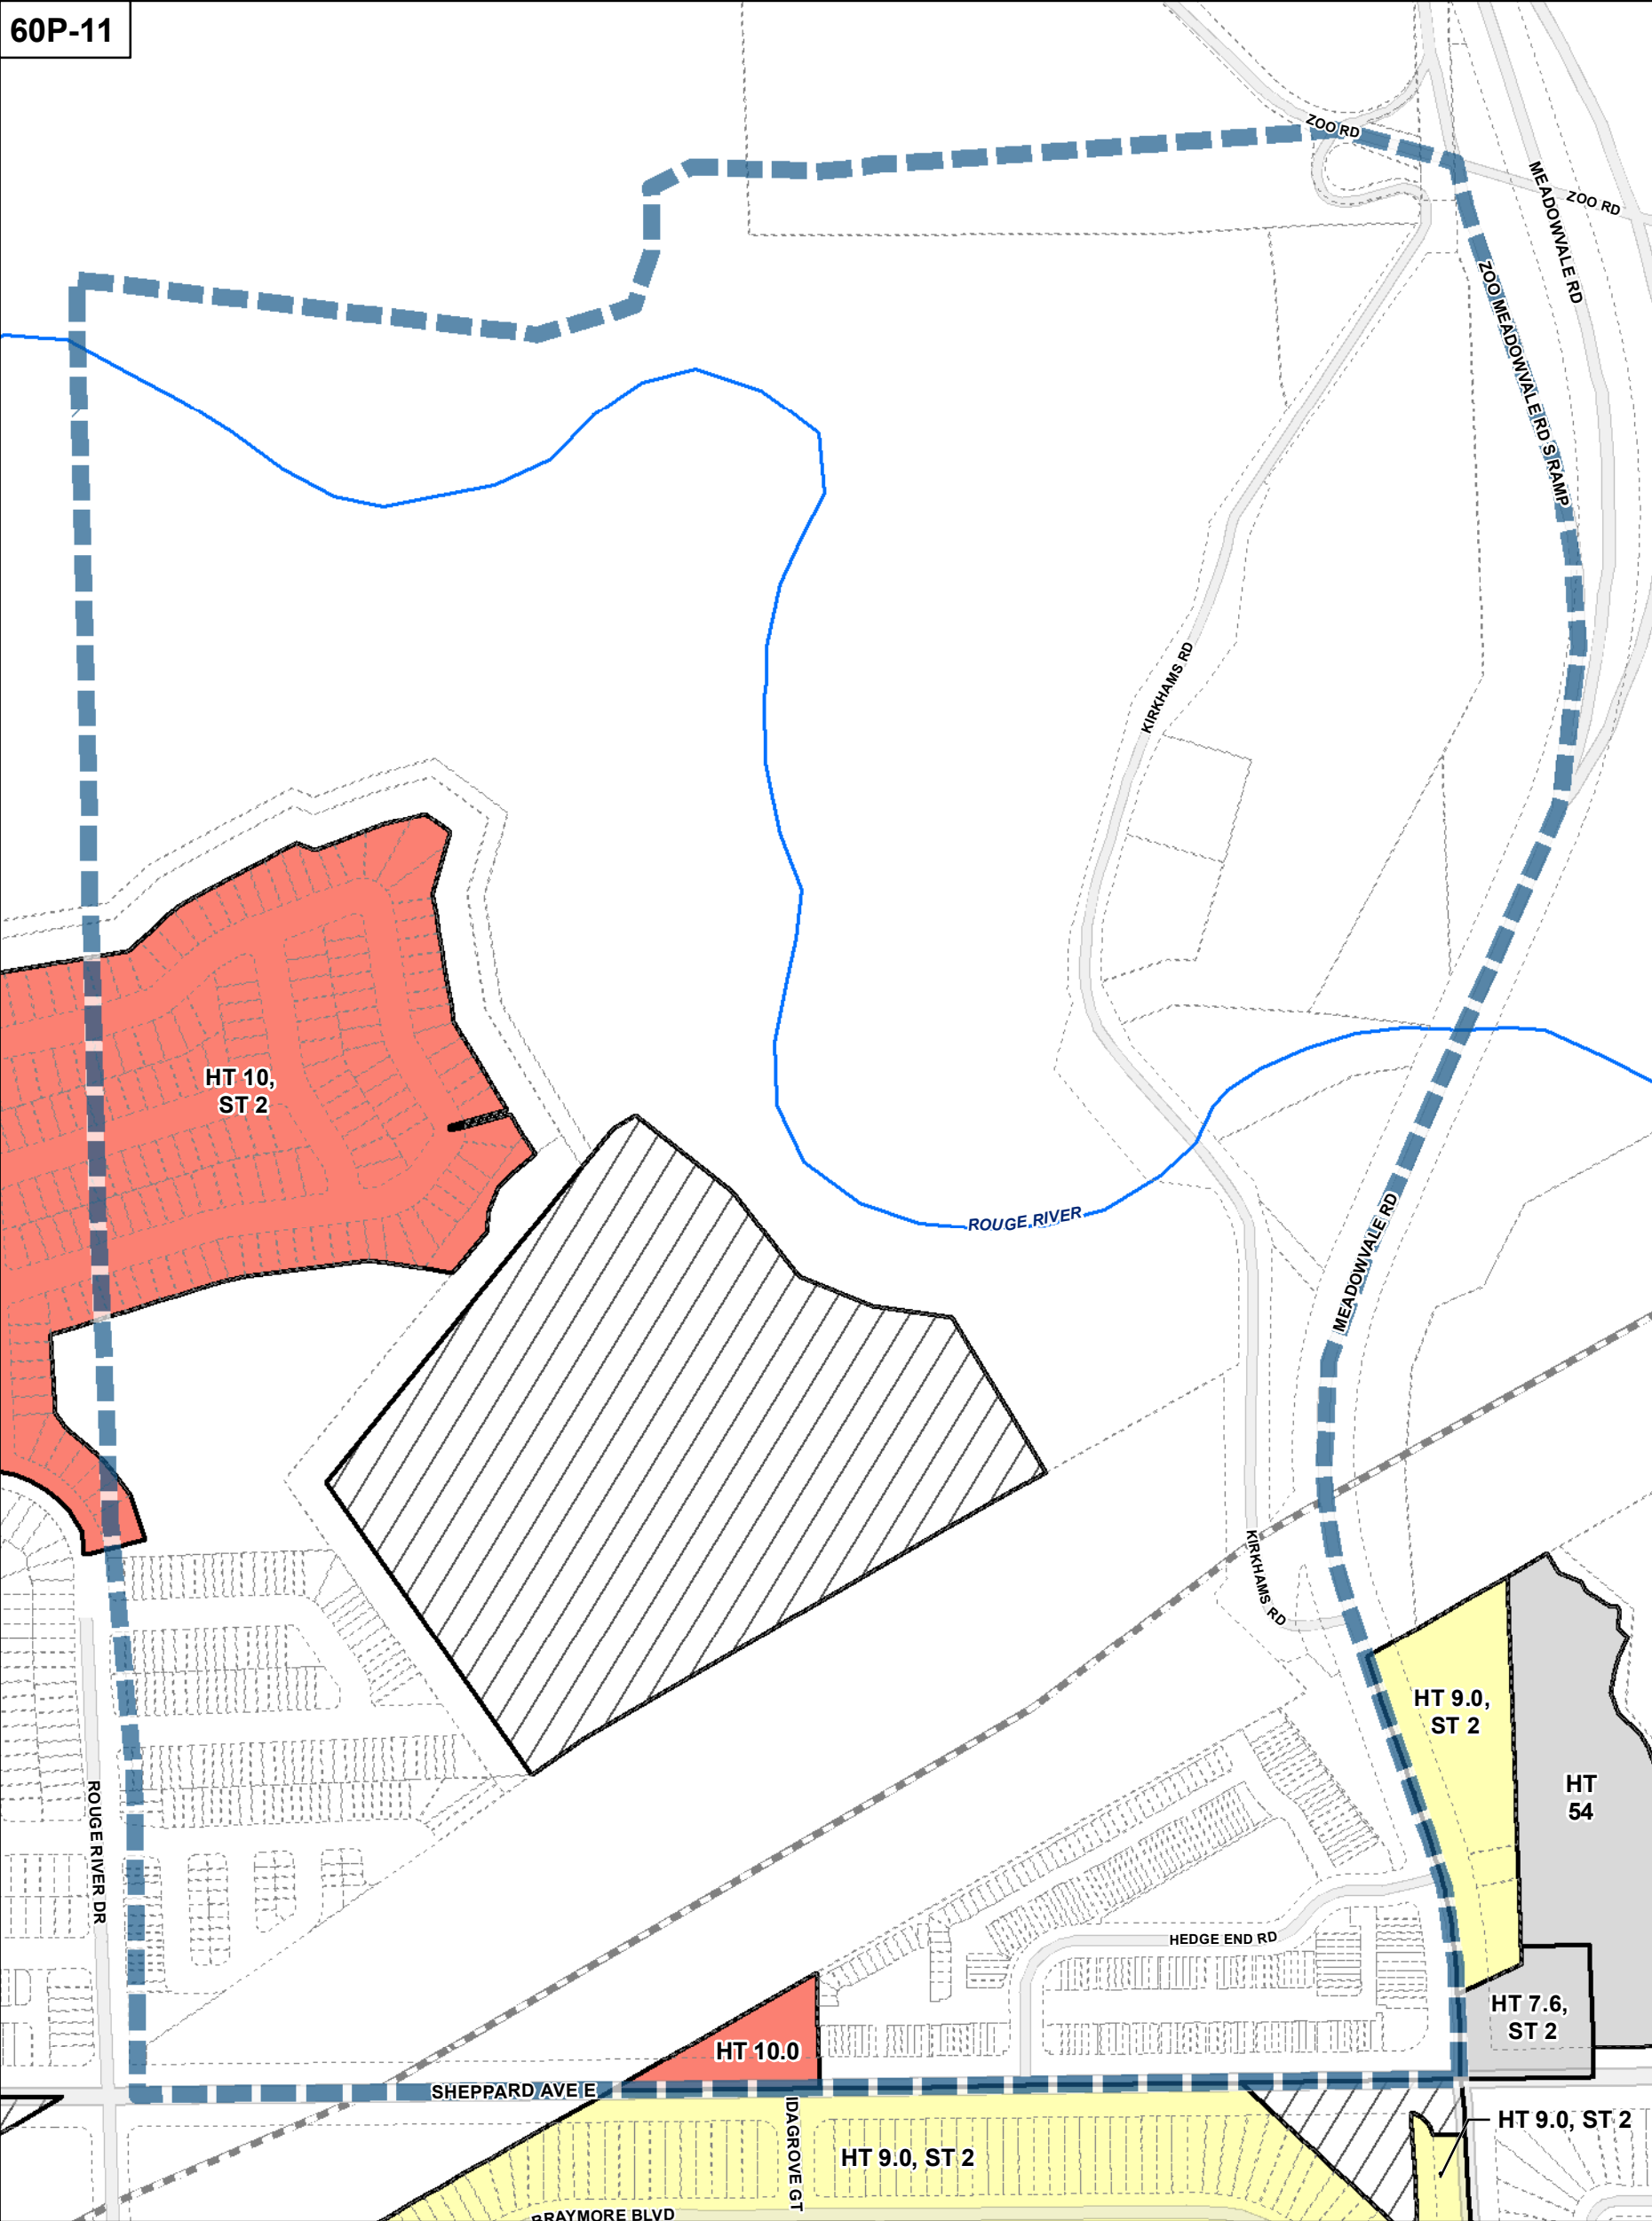 60P-11
ZOO RD
ZOO RD
MEADOWVALE RD
ZOO MEADOWVALE RD S RAMP
KIRKHAMS RD
HT 10,
ST 2
ROUGE RIVER
MEADOWVALE RD
KIRKHAMS RD
HT 9.0,
ST 2
HT
54
ROUGE RIVER DR
HEDGE END RD
HT 7.6,
ST 2
HT 10.0
SHEPPARD AVE E
IDAGROVE GT
HT 9.0, ST 2
HT 9.0, ST 2
BRAYMORE BLVD